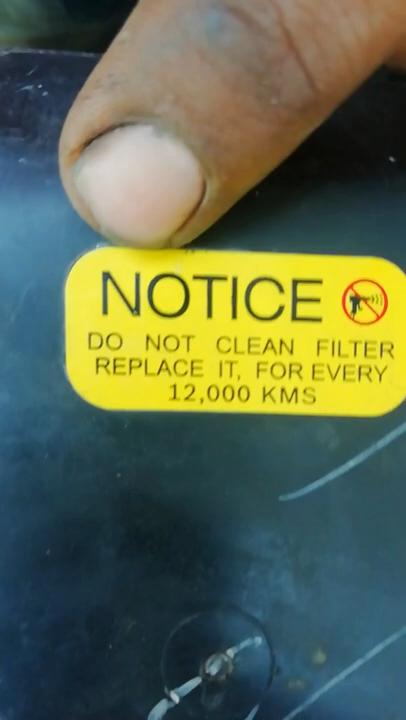 NOTICE
DO NOT CLEAN FILTER
REPLACE IT, FOR EVERY
12,000 KMS